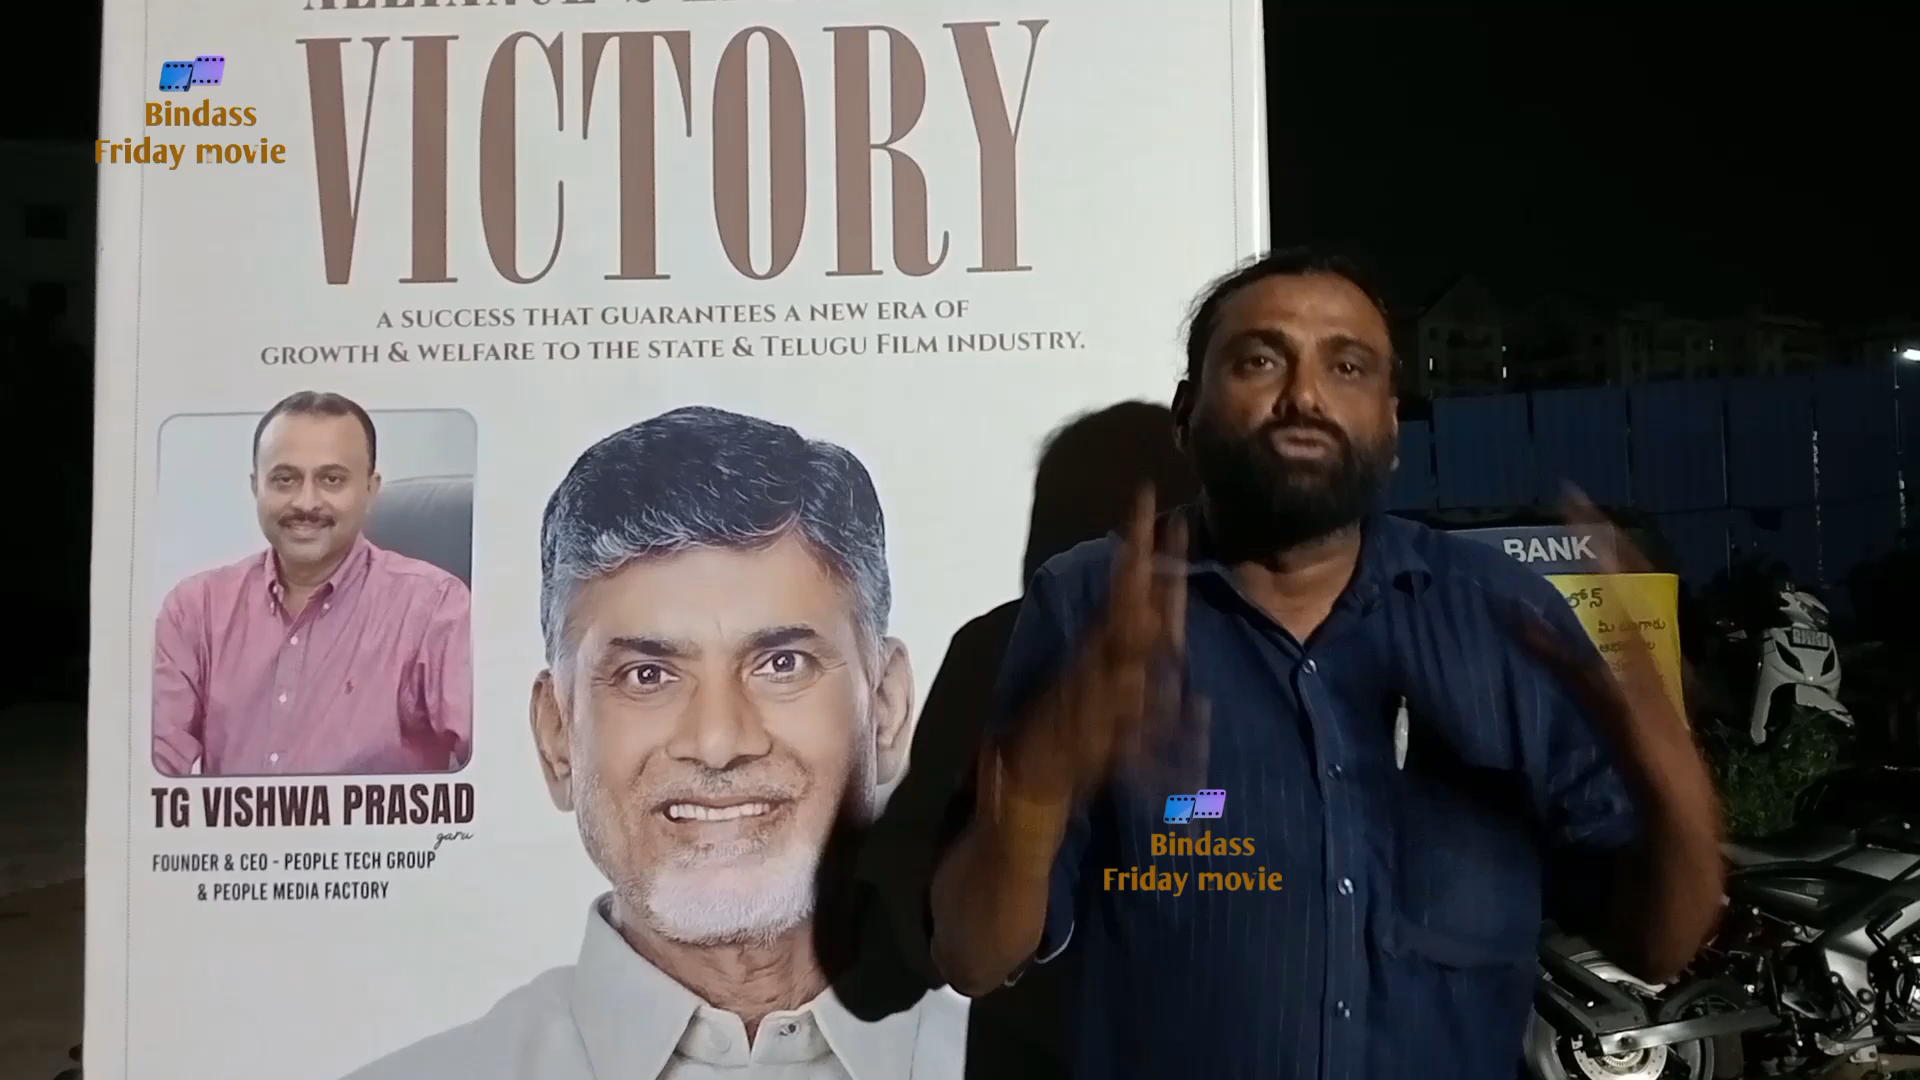 VICTORY
A SUCCESS THAT GUARANTEES A NEW ERA OF
GROWTH & WELFARE TO THE STATE & TELUGU FILM INDUSTRY.
TG VISHWA PRASAD
garu
FOUNDER & CEO - PEOPLE TECH GROUP
& PEOPLE MEDIA FACTORY
Bindass
Friday movie
Bindass
Friday movie
BANK
లోన్
మీ